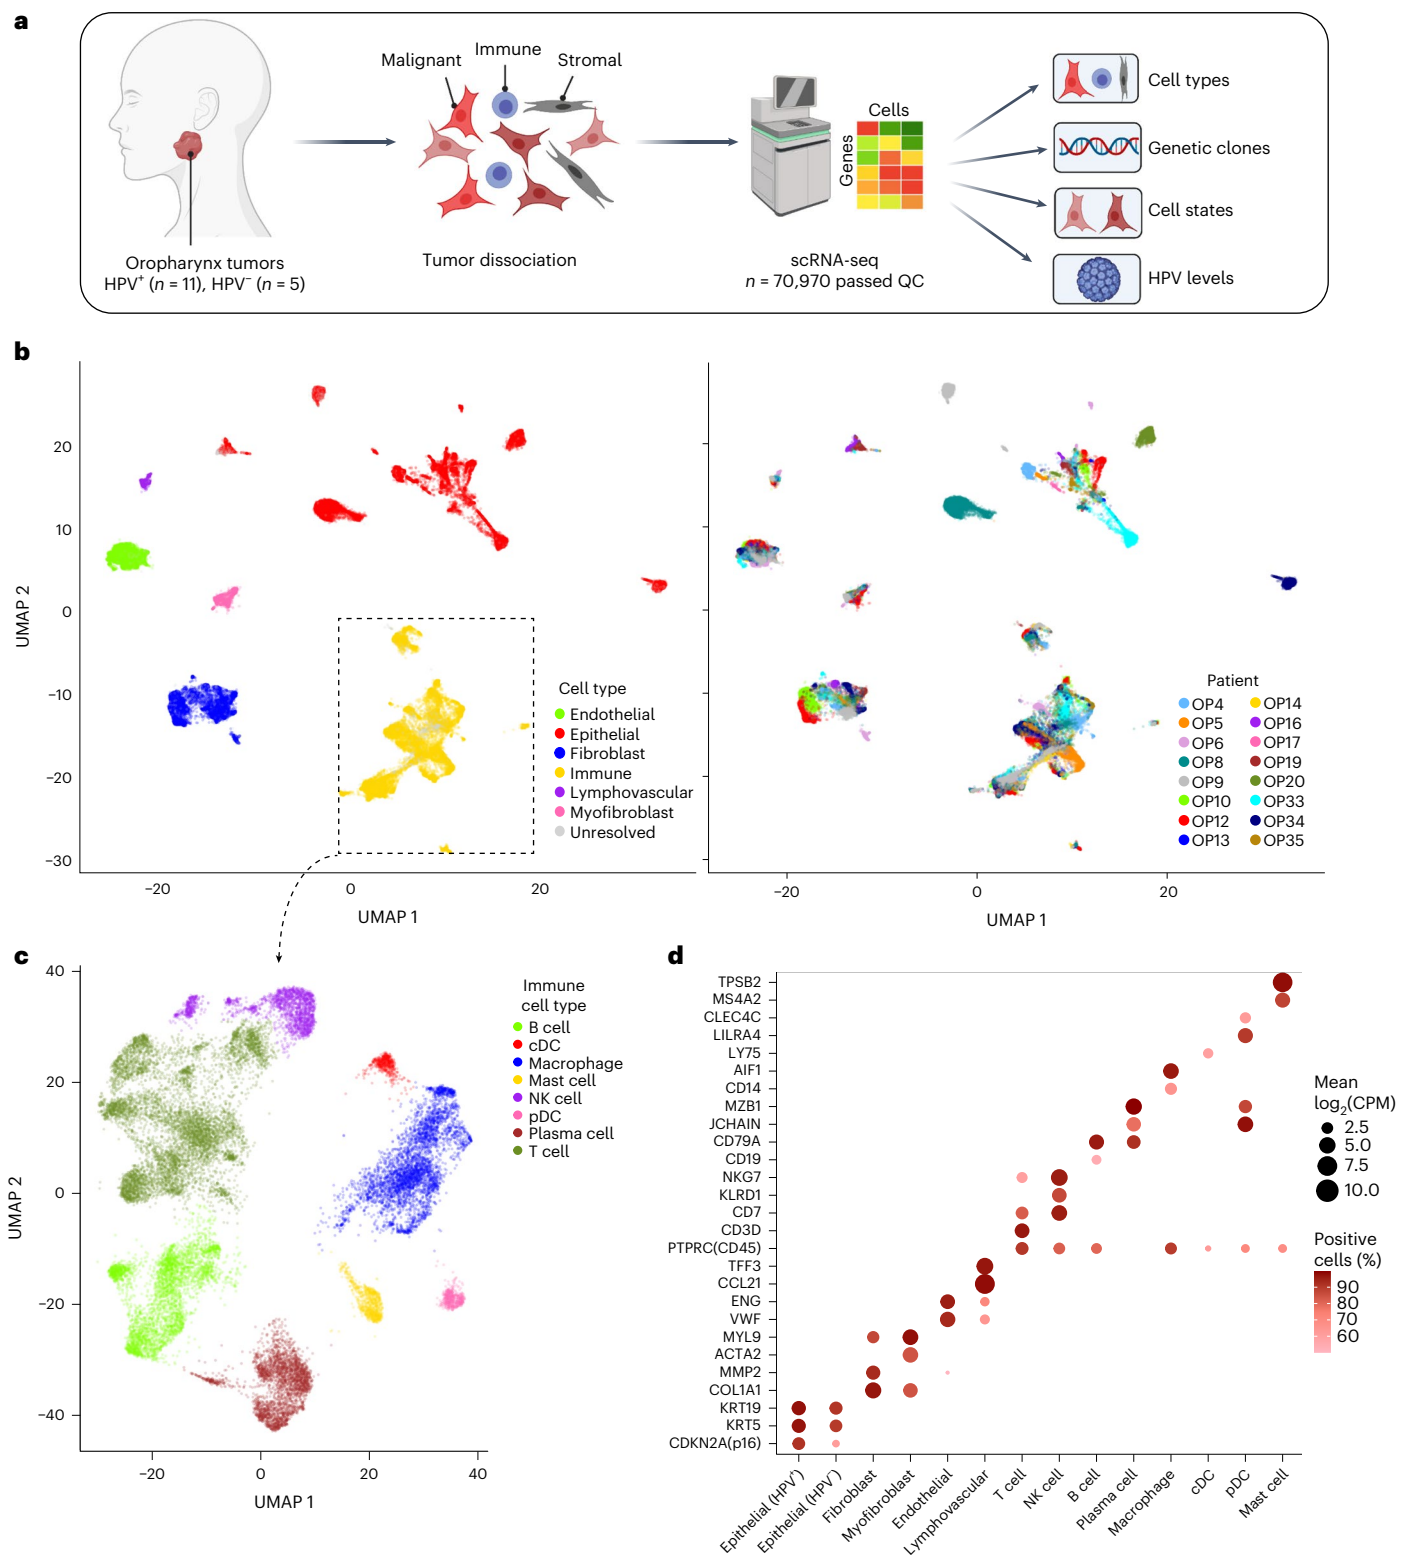 a
Malignant
Immune
Stromal
Oropharynx tumors
HPV⁺ (n = 11), HPV⁻ (n = 5)
Tumor dissociation
Cells
Genes
scRNA-seq
n = 70,970 passed QC
Cell types
Genetic clones
Cell states
HPV levels
b
UMAP 2
20
10
0
−10
−20
−30
−20
0
20
UMAP 1
Cell type
Endothelial
Epithelial
Fibroblast
Immune
Lymphovascular
Myofibroblast
Unresolved
−20
0
20
UMAP 1
Patient
OP4
OP5
OP6
OP8
OP9
OP10
OP12
OP13
OP14
OP16
OP17
OP19
OP20
OP33
OP34
OP35
c
UMAP 2
40
20
0
−20
−40
−20
0
20
40
UMAP 1
Immune
cell type
B cell
cDC
Macrophage
Mast cell
NK cell
pDC
Plasma cell
T cell
d
TPSB2
MS4A2
CLEC4C
LILRA4
LY75
AIF1
CD14
MZB1
JCHAIN
CD79A
CD19
NKG7
KLRD1
CD7
CD3D
PTPRC(CD45)
TFF3
CCL21
ENG
VWF
MYL9
ACTA2
MMP2
COL1A1
KRT19
KRT5
CDKN2A(p16)
Epithelial (HPV⁺)
Epithelial (HPV⁻)
Fibroblast
Myofibroblast
Endothelial
Lymphovascular
T cell
NK cell
B cell
Plasma cell
Macrophage
cDC
pDC
Mast cell
Mean
log₂(CPM)
2.5
5.0
7.5
10.0
Positive
cells (%)
90
80
70
60